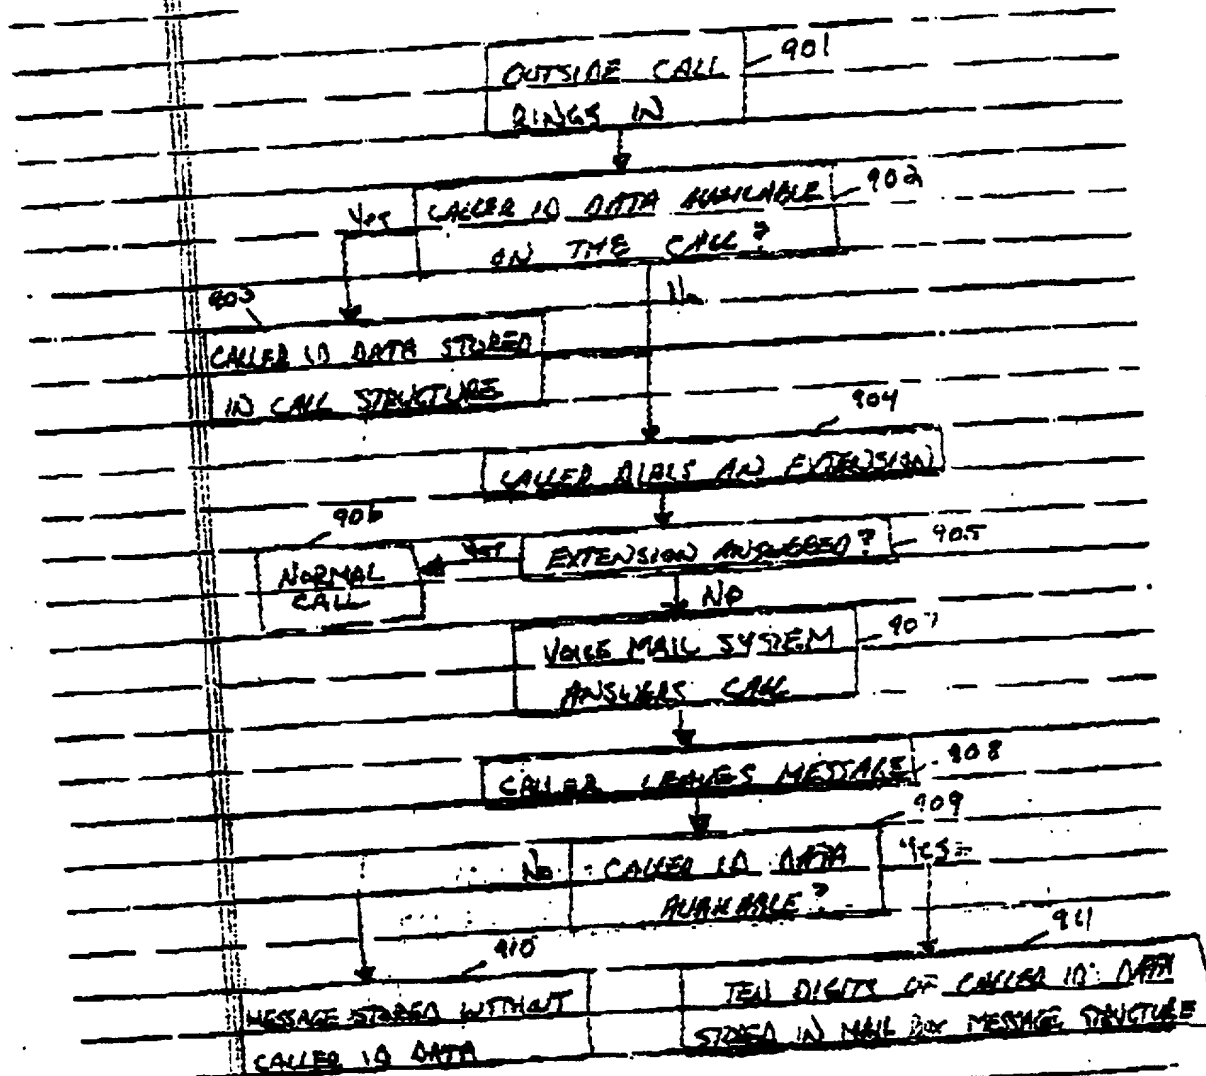 901
OUTSIDE CALL
RINGS IN
902
CALLER ID DATA AVAILABLE
ON THE CALL?
Yes
No
903
CALLER ID DATA STORED
IN CALL STRUCTURE
904
CALLER DIALS AN EXTENSION
905
EXTENSION ANSWERED?
Yes
906
NORMAL
CALL
No
907
VOICE MAIL SYSTEM
ANSWERS CALL
908
CALLER LEAVES MESSAGE
909
No
CALLER ID DATA
AVAILABLE?
Yes
910
MESSAGE STORED WITHOUT
CALLER ID DATA
911
TEN DIGITS OF CALLER ID DATA
STORED IN MAIL BOX MESSAGE STRUCTURE